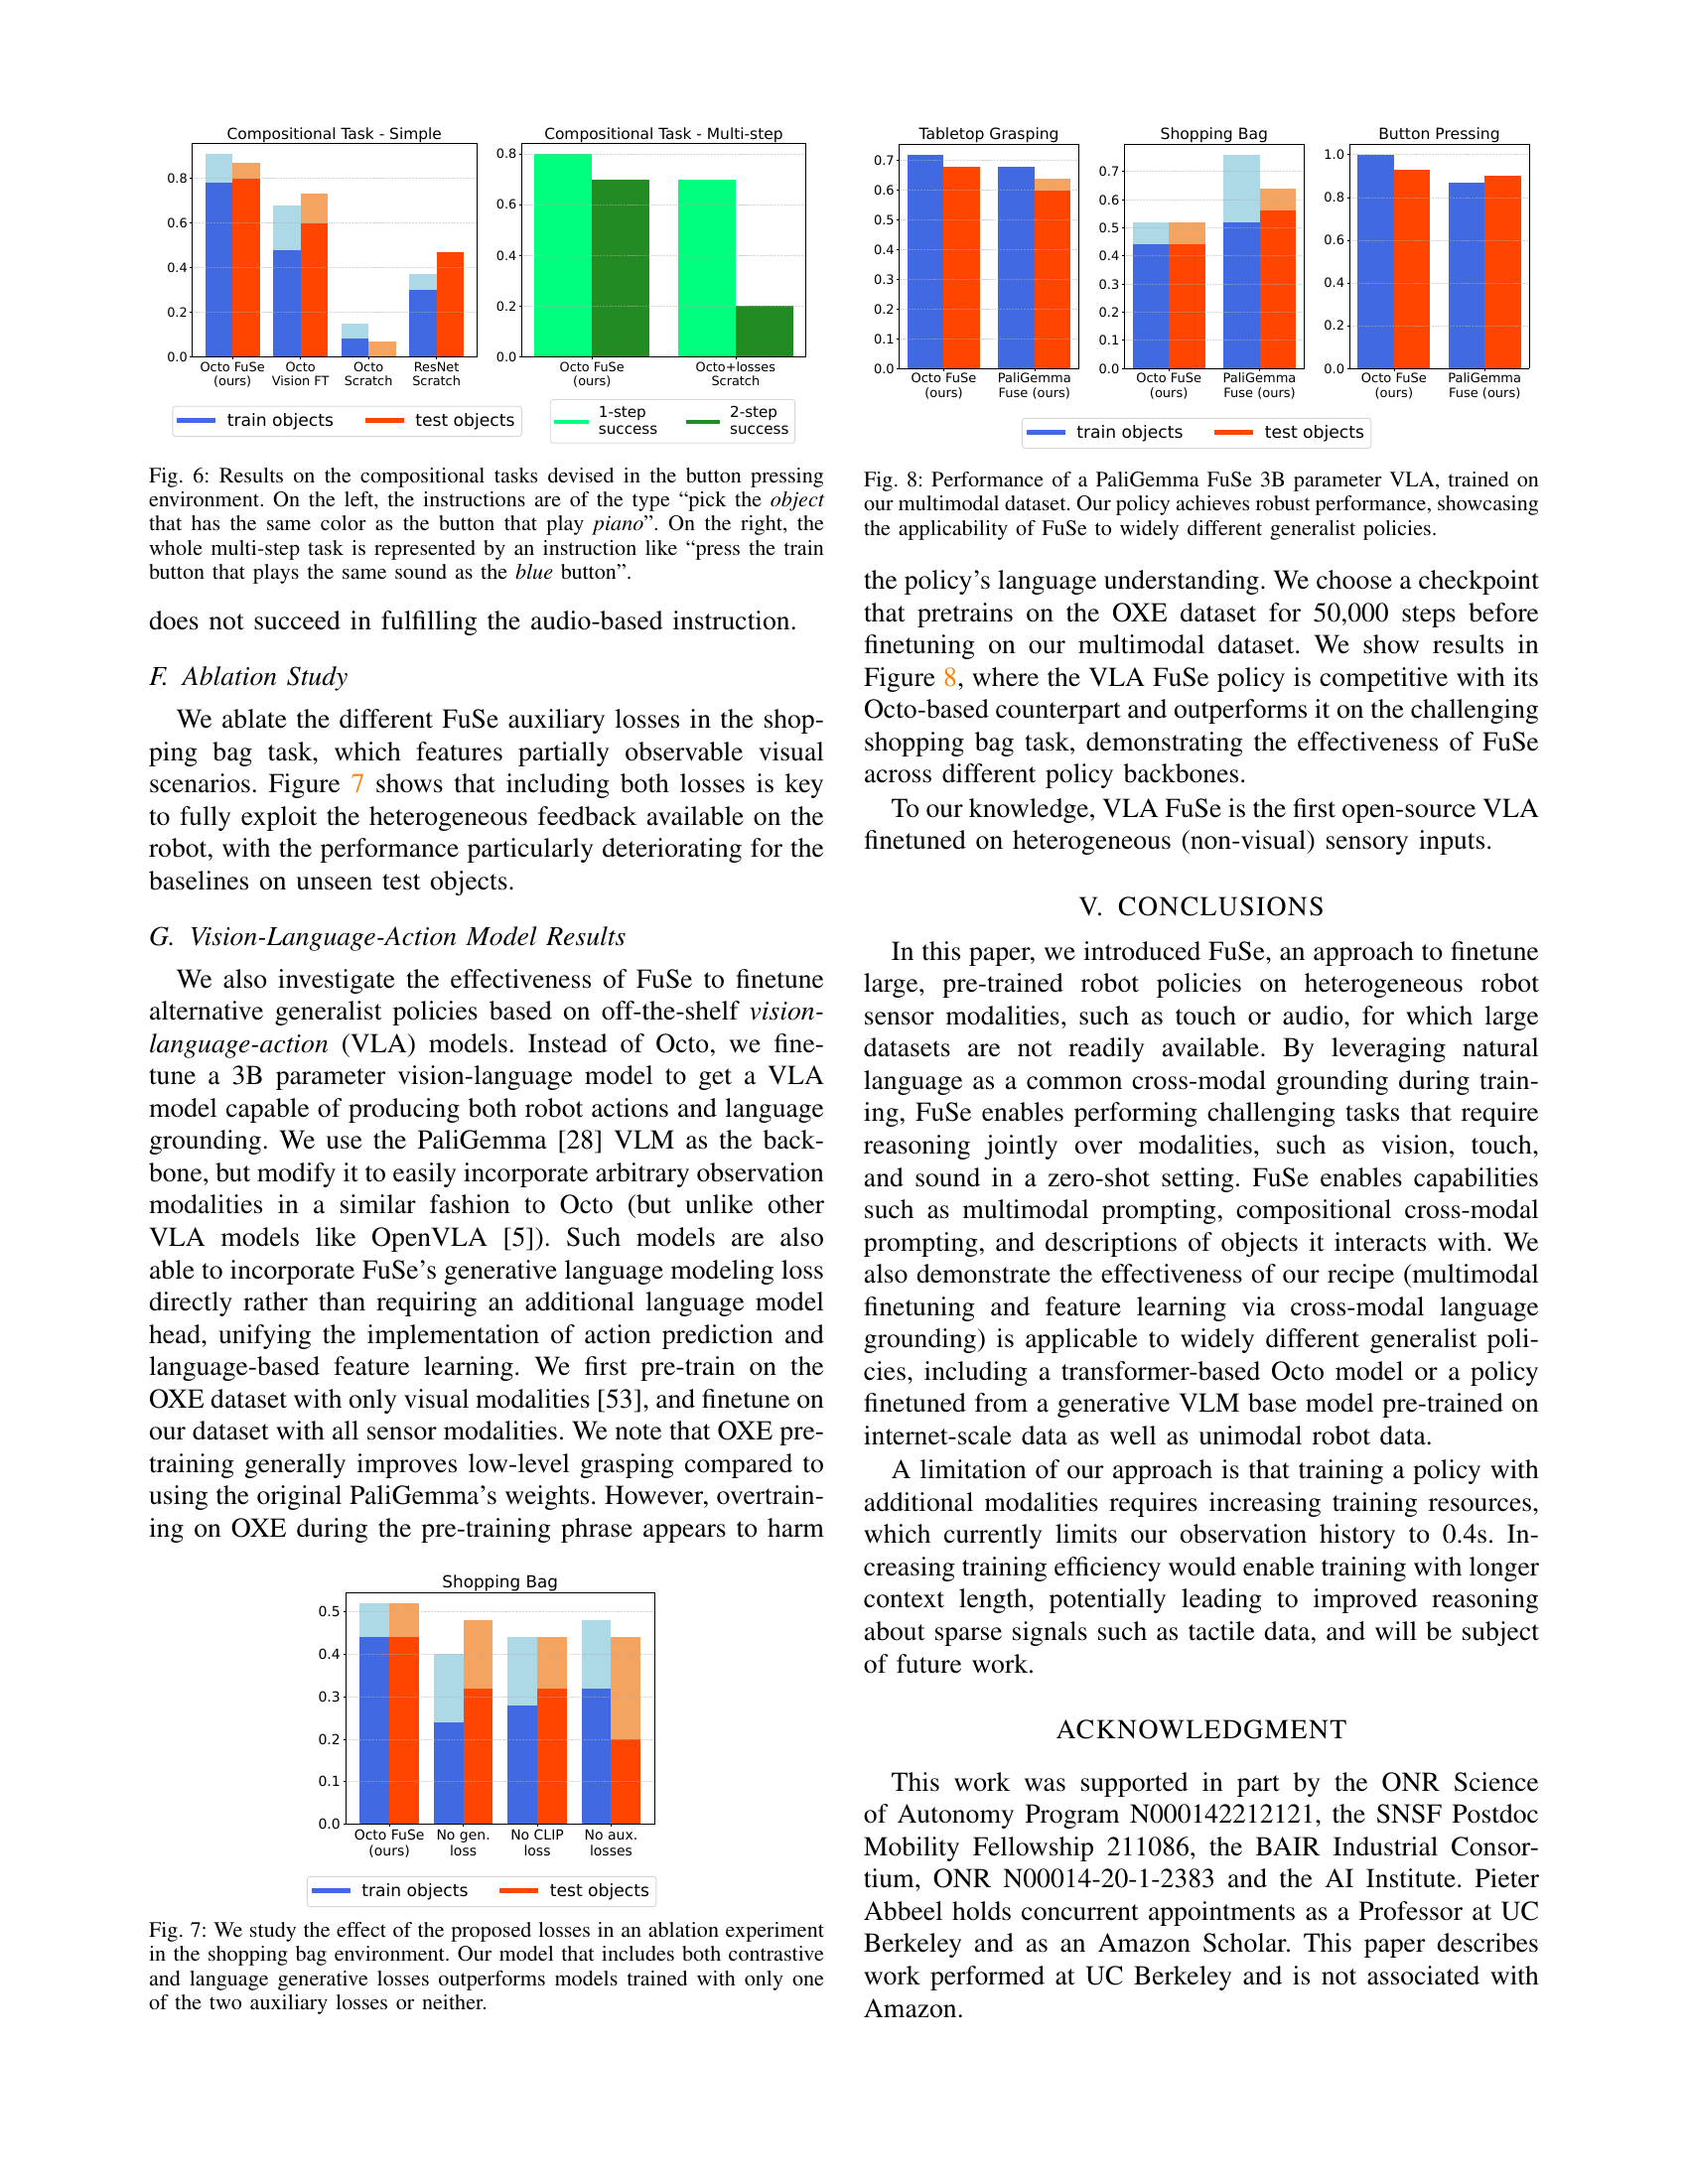 Compositional Task - Simple
0.8
0.6
0.4
0.2
0.0
Octo FuSe
(ours)
Octo
Vision FT
Octo
Scratch
ResNet
Scratch
train objects
test objects
Compositional Task - Multi-step
0.8
0.6
0.4
0.2
0.0
Octo FuSe
(ours)
Octo+losses
Scratch
1-step
success
2-step
success
Fig. 6: Results on the compositional tasks devised in the button pressing
environment. On the left, the instructions are of the type “pick the object
that has the same color as the button that play piano”. On the right, the
whole multi-step task is represented by an instruction like “press the train
button that plays the same sound as the blue button”.
does not succeed in fulfilling the audio-based instruction.
F. Ablation Study
We ablate the different FuSe auxiliary losses in the shop-
ping bag task, which features partially observable visual
scenarios. Figure 7 shows that including both losses is key
to fully exploit the heterogeneous feedback available on the
robot, with the performance particularly deteriorating for the
baselines on unseen test objects.
G. Vision-Language-Action Model Results
We also investigate the effectiveness of FuSe to finetune
alternative generalist policies based on off-the-shelf vision-
language-action (VLA) models. Instead of Octo, we fine-
tune a 3B parameter vision-language model to get a VLA
model capable of producing both robot actions and language
grounding. We use the PaliGemma [28] VLM as the back-
bone, but modify it to easily incorporate arbitrary observation
modalities in a similar fashion to Octo (but unlike other
VLA models like OpenVLA [5]). Such models are also
able to incorporate FuSe’s generative language modeling loss
directly rather than requiring an additional language model
head, unifying the implementation of action prediction and
language-based feature learning. We first pre-train on the
OXE dataset with only visual modalities [53], and finetune on
our dataset with all sensor modalities. We note that OXE pre-
training generally improves low-level grasping compared to
using the original PaliGemma’s weights. However, overtrain-
ing on OXE during the pre-training phrase appears to harm
Shopping Bag
0.5
0.4
0.3
0.2
0.1
0.0
Octo FuSe
(ours)
No gen.
loss
No CLIP
loss
No aux.
losses
train objects
test objects
Fig. 7: We study the effect of the proposed losses in an ablation experiment
in the shopping bag environment. Our model that includes both contrastive
and language generative losses outperforms models trained with only one
of the two auxiliary losses or neither.
Tabletop Grasping
0.7
0.6
0.5
0.4
0.3
0.2
0.1
0.0
Octo FuSe
(ours)
PaliGemma
Fuse (ours)
Shopping Bag
0.7
0.6
0.5
0.4
0.3
0.2
0.1
0.0
Octo FuSe
(ours)
PaliGemma
Fuse (ours)
Button Pressing
1.0
0.8
0.6
0.4
0.2
0.0
Octo FuSe
(ours)
PaliGemma
Fuse (ours)
train objects
test objects
Fig. 8: Performance of a PaliGemma FuSe 3B parameter VLA, trained on
our multimodal dataset. Our policy achieves robust performance, showcasing
the applicability of FuSe to widely different generalist policies.
the policy’s language understanding. We choose a checkpoint
that pretrains on the OXE dataset for 50,000 steps before
finetuning on our multimodal dataset. We show results in
Figure 8, where the VLA FuSe policy is competitive with its
Octo-based counterpart and outperforms it on the challenging
shopping bag task, demonstrating the effectiveness of FuSe
across different policy backbones.
To our knowledge, VLA FuSe is the first open-source VLA
finetuned on heterogeneous (non-visual) sensory inputs.
V. CONCLUSIONS
In this paper, we introduced FuSe, an approach to finetune
large, pre-trained robot policies on heterogeneous robot
sensor modalities, such as touch or audio, for which large
datasets are not readily available. By leveraging natural
language as a common cross-modal grounding during train-
ing, FuSe enables performing challenging tasks that require
reasoning jointly over modalities, such as vision, touch,
and sound in a zero-shot setting. FuSe enables capabilities
such as multimodal prompting, compositional cross-modal
prompting, and descriptions of objects it interacts with. We
also demonstrate the effectiveness of our recipe (multimodal
finetuning and feature learning via cross-modal language
grounding) is applicable to widely different generalist poli-
cies, including a transformer-based Octo model or a policy
finetuned from a generative VLM base model pre-trained on
internet-scale data as well as unimodal robot data.
A limitation of our approach is that training a policy with
additional modalities requires increasing training resources,
which currently limits our observation history to 0.4s. In-
creasing training efficiency would enable training with longer
context length, potentially leading to improved reasoning
about sparse signals such as tactile data, and will be subject
of future work.
ACKNOWLEDGMENT
This work was supported in part by the ONR Science
of Autonomy Program N000142212121, the SNSF Postdoc
Mobility Fellowship 211086, the BAIR Industrial Consor-
tium, ONR N00014-20-1-2383 and the AI Institute. Pieter
Abbeel holds concurrent appointments as a Professor at UC
Berkeley and as an Amazon Scholar. This paper describes
work performed at UC Berkeley and is not associated with
Amazon.